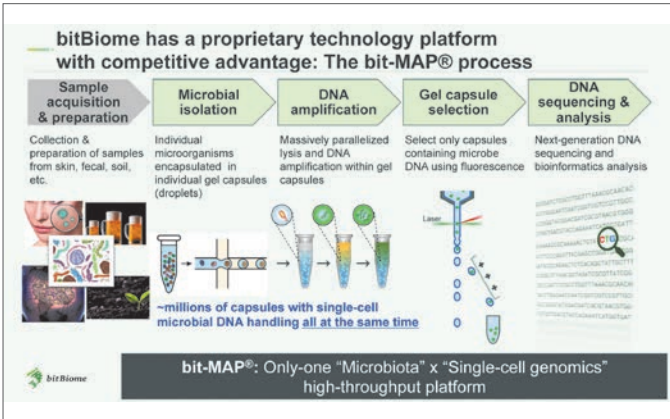 bitBiome has a proprietary technology platform
with competitive advantage: The bit-MAP® process
Sample
acquisition
& preparation
Microbial
isolation
DNA
amplification
Gel capsule
selection
DNA
sequencing &
analysis
Collection &
preparation of samples
from skin, fecal, soil,
etc.
Individual
microorganisms
encapsulated in
individual gel capsules
(droplets)
Massively parallelized
lysis and DNA
amplification within gel
capsules
Select only capsules
containing microbe
DNA using fluorescence
Next-generation DNA
sequencing and
bioinformatics analysis
Laser
CTG
~millions of capsules with single-cell
microbial DNA handling all at the same time
bitBiome
bit-MAP®: Only-one “Microbiota” x “Single-cell genomics”
high-throughput platform